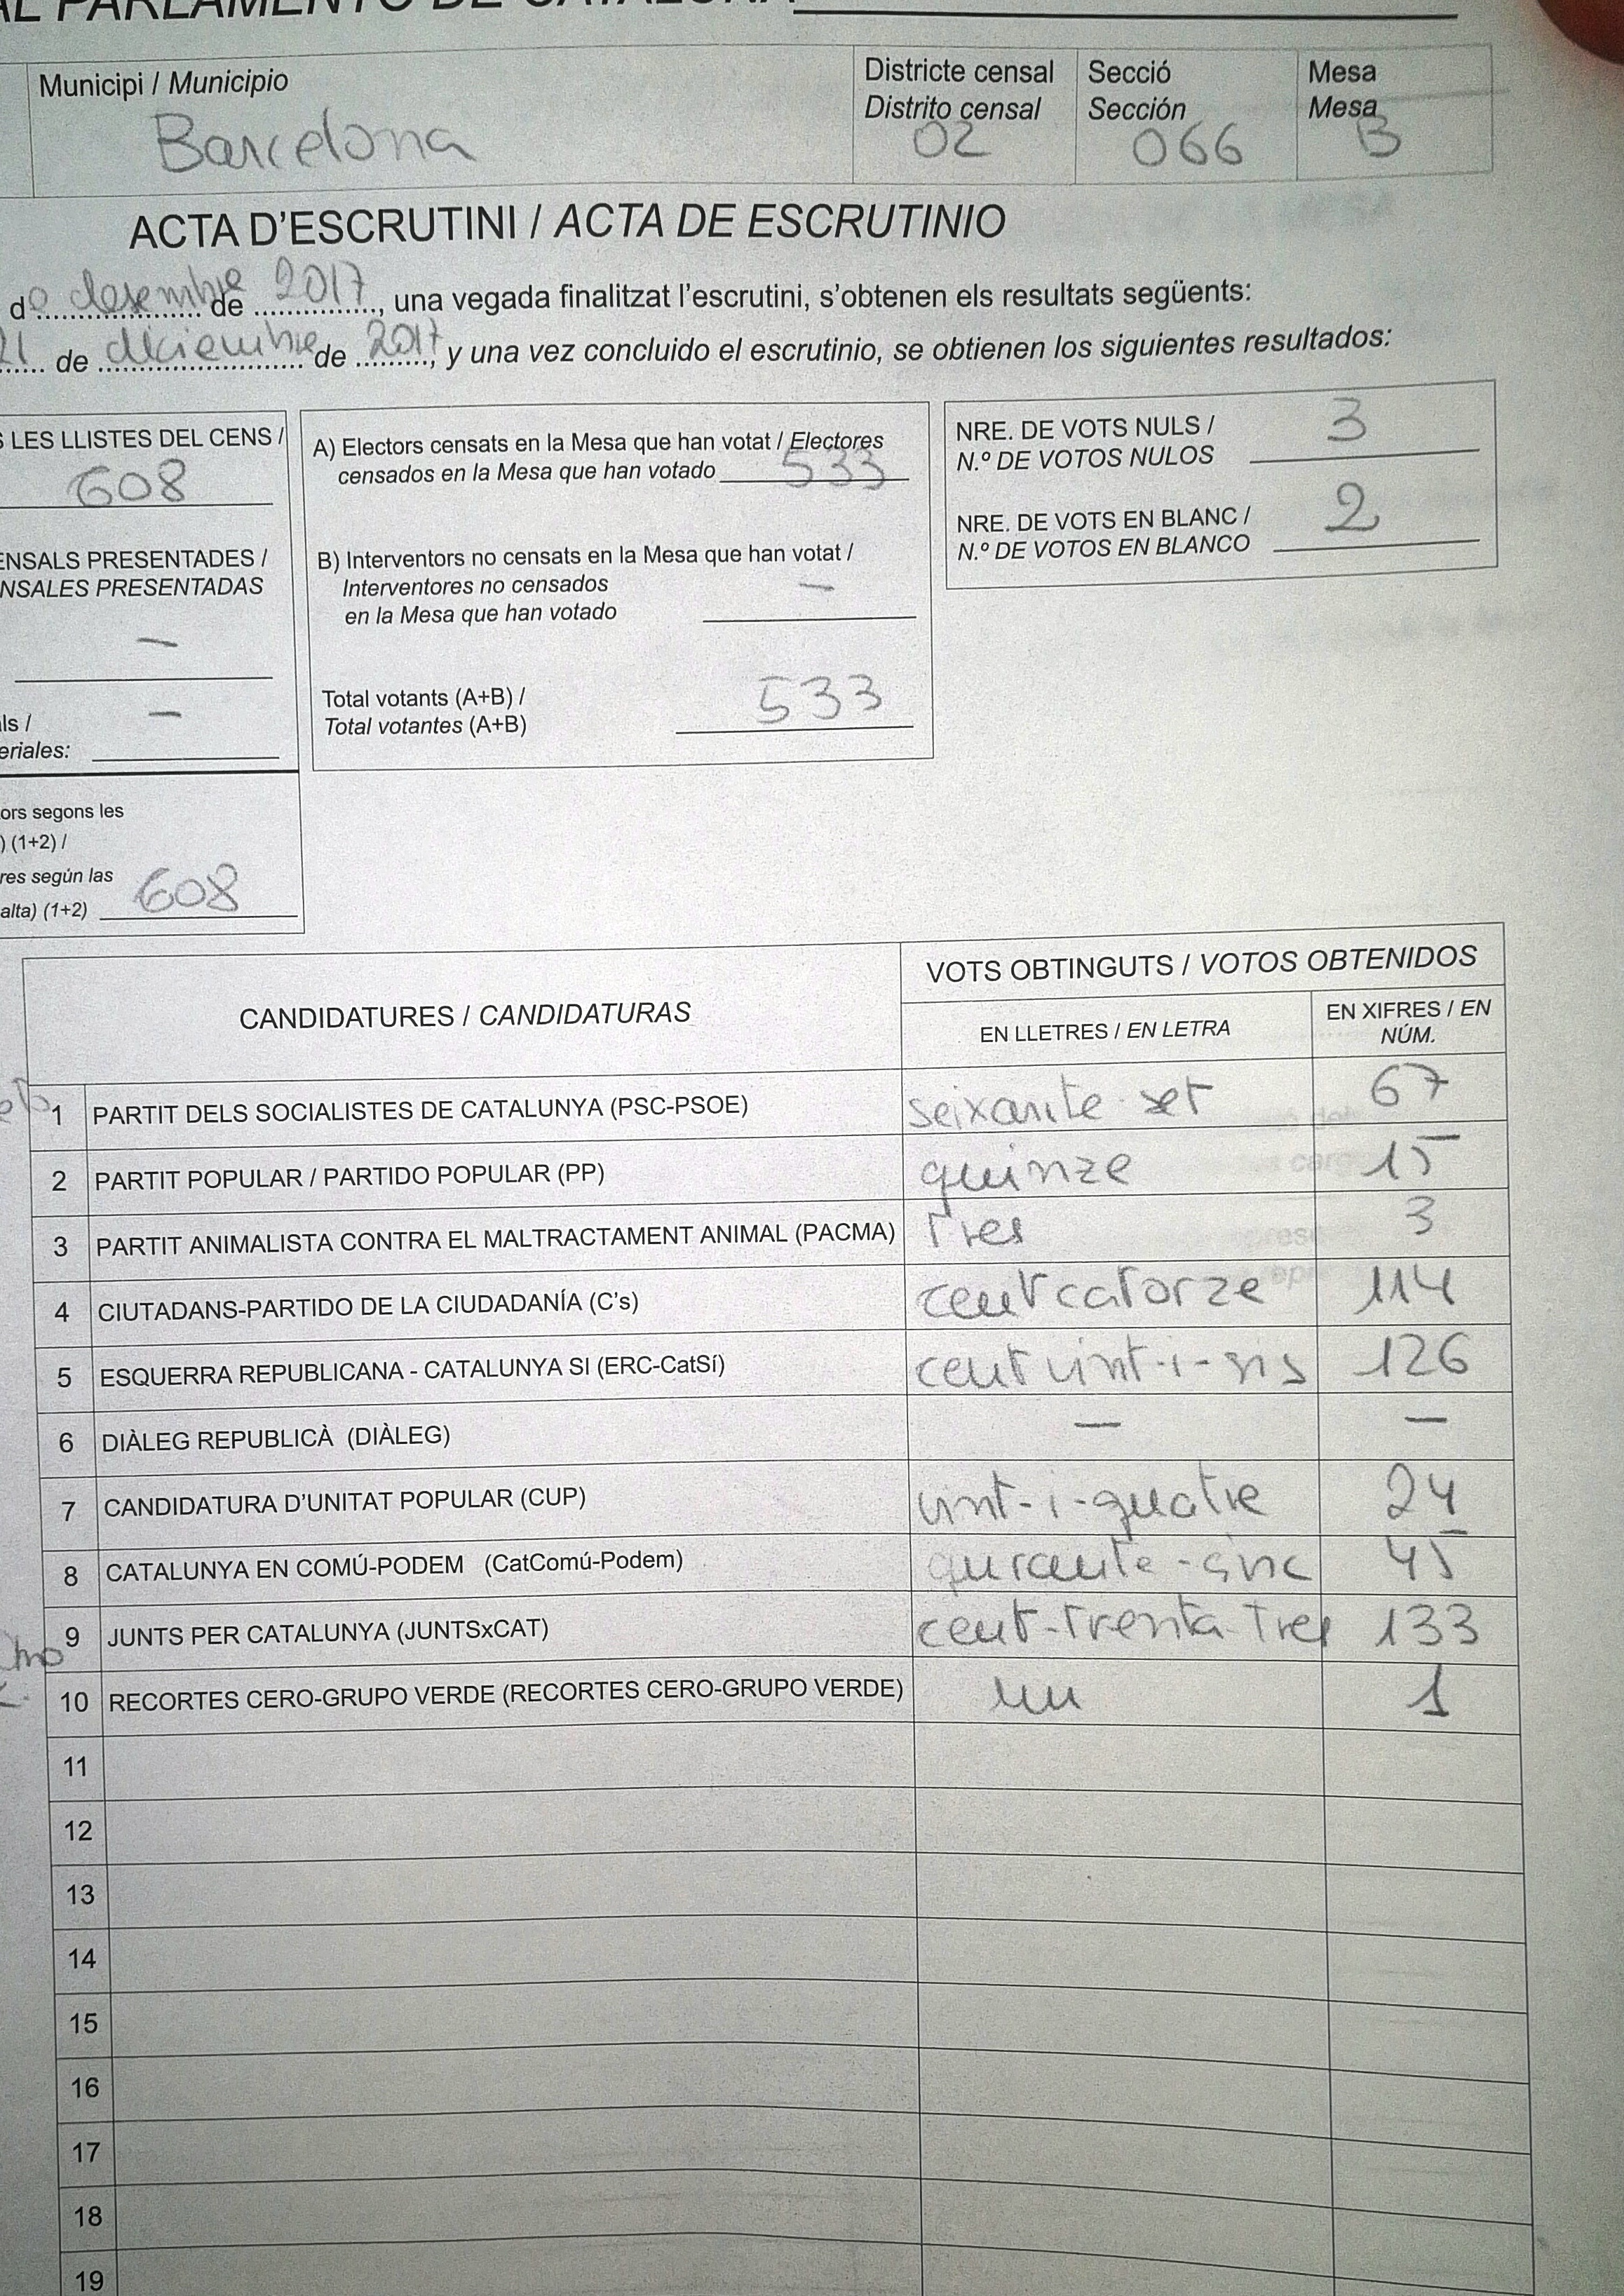 AL PARLAMENTO DE CATALUÑA
Municipi / Municipio
Barcelona
Districte censal
Distrito censal
02
Secció
Sección
066
Mesa
Mesa
B
ACTA D'ESCRUTINI / ACTA DE ESCRUTINIO
de desembre de 2017, una vegada finalitzat l'escrutini, s'obtenen els resultats següents:
21 de diciembre de 2017, y una vez concluido el escrutinio, se obtienen los siguientes resultados:
LES LLISTES DEL CENS /
608
ENSALS PRESENTADES /
NSALES PRESENTADAS
—
ls /
eriales: —
ors segons les
) (1+2) /
res según las
alta) (1+2) 608
A) Electors censats en la Mesa que han votat / Electores
censados en la Mesa que han votado 533
B) Interventors no censats en la Mesa que han votat /
Interventores no censados
en la Mesa que han votado —
Total votants (A+B) /
Total votantes (A+B) 533
NRE. DE VOTS NULS /
N.º DE VOTOS NULOS 3
NRE. DE VOTS EN BLANC /
N.º DE VOTOS EN BLANCO 2
CANDIDATURES / CANDIDATURAS
VOTS OBTINGUTS / VOTOS OBTENIDOS
EN LLETRES / EN LETRA
EN XIFRES / EN
NÚM.
1 PARTIT DELS SOCIALISTES DE CATALUNYA (PSC-PSOE) seixante-set 67
2 PARTIT POPULAR / PARTIDO POPULAR (PP) quinze 15
3 PARTIT ANIMALISTA CONTRA EL MALTRACTAMENT ANIMAL (PACMA) Tres 3
4 CIUTADANS-PARTIDO DE LA CIUDADANÍA (C's) cent catorze 114
5 ESQUERRA REPUBLICANA - CATALUNYA SI (ERC-CatSí) cent vint-i-sis 126
6 DIÀLEG REPUBLICÀ (DIÀLEG) — —
7 CANDIDATURA D'UNITAT POPULAR (CUP) vint-i-quatre 24
8 CATALUNYA EN COMÚ-PODEM (CatComú-Podem) quraante-sinc 45
9 JUNTS PER CATALUNYA (JUNTSxCAT) cent-Trenta-Tres 133
10 RECORTES CERO-GRUPO VERDE (RECORTES CERO-GRUPO VERDE) un 1
11
12
13
14
15
16
17
18
19